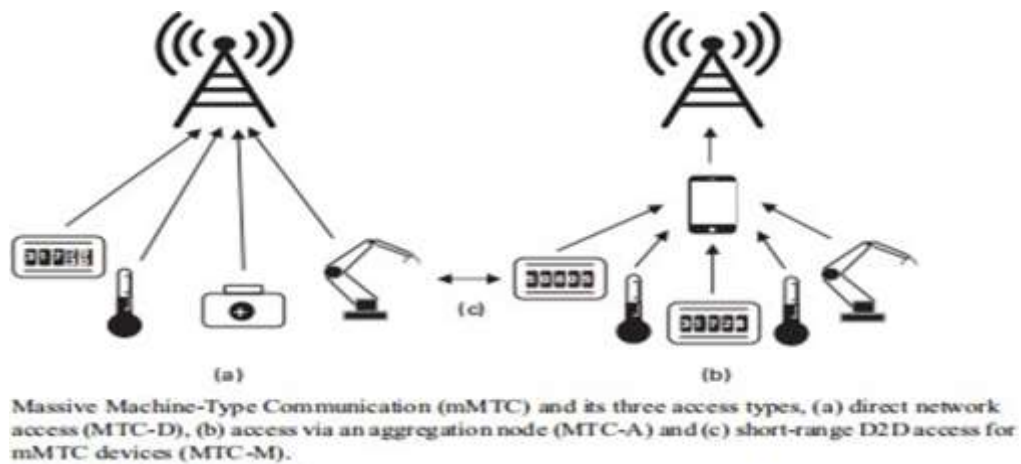 (c)
(a)
(b)
Massive Machine-Type Communication (mMTC) and its three access types, (a) direct network
access (MTC-D), (b) access via an aggregation node (MTC-A) and (c) short-range D2D access for
mMTC devices (MTC-M).